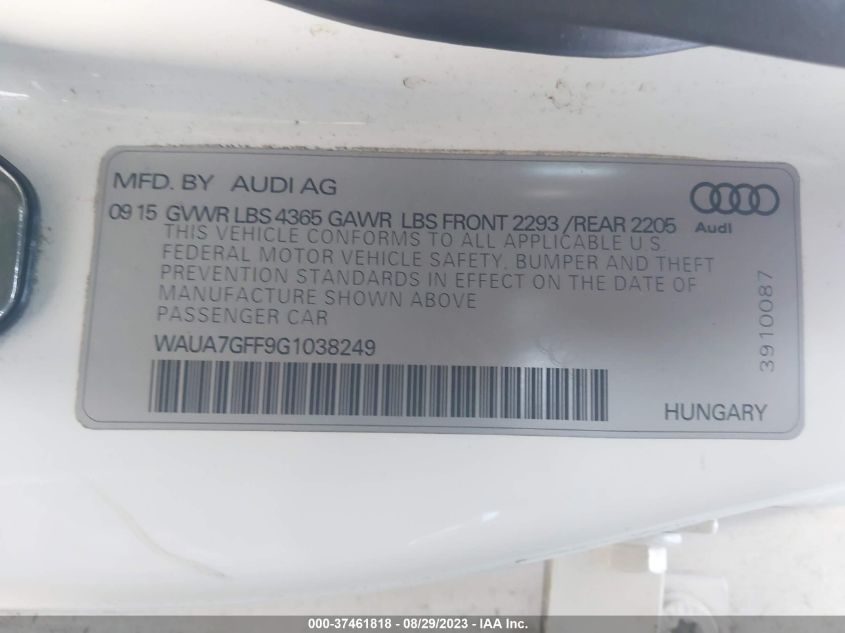 MFD. BY AUDI AG
09 15 GVWR LBS 4365 GAWR LBS FRONT 2293 /REAR 2205
Audi
THIS VEHICLE CONFORMS TO ALL APPLICABLE U.S.
FEDERAL MOTOR VEHICLE SAFETY, BUMPER AND THEFT
PREVENTION STANDARDS IN EFFECT ON THE DATE OF
MANUFACTURE SHOWN ABOVE
PASSENGER CAR
WAUA7GFF9G1038249
3910087
HUNGARY
000-37461818 - 08/29/2023 - IAA Inc.